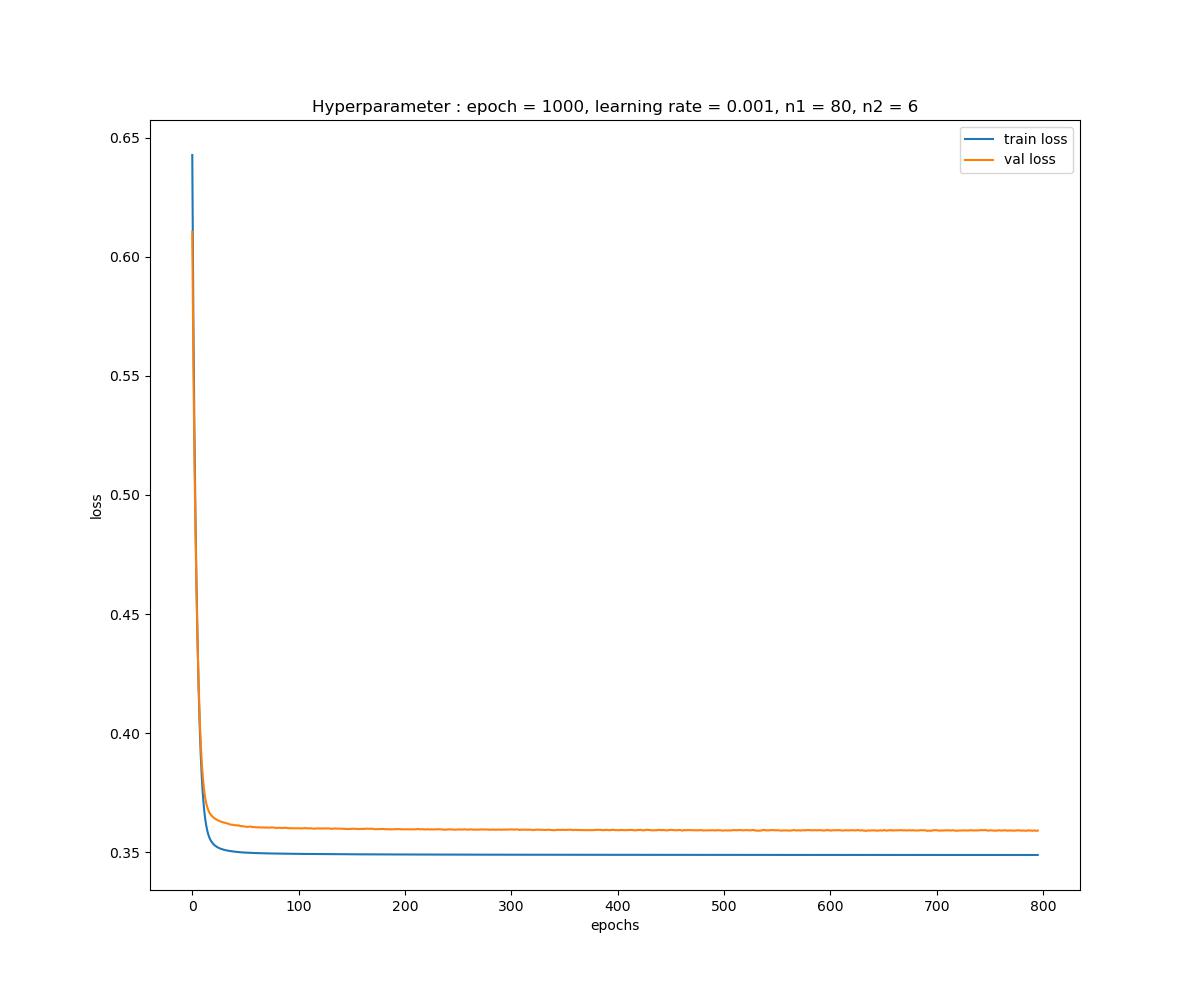 Hyperparameter : epoch = 1000, learning rate = 0.001, n1 = 80, n2 = 6
train loss
val loss
0.65
0.60
0.55
0.50
0.45
0.40
0.35
loss
0 100 200 300 400 500 600 700 800
epochs